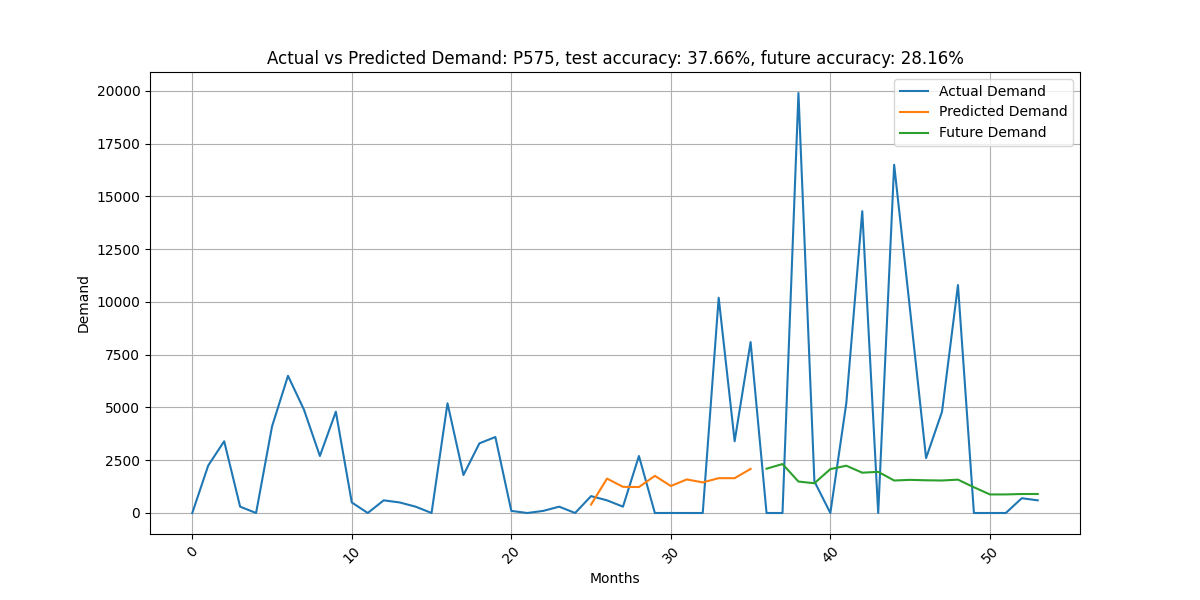 Actual vs Predicted Demand: P575, test accuracy: 37.66%, future accuracy: 28.16%
Actual Demand
Predicted Demand
Future Demand
20000
17500
15000
12500
10000
7500
5000
2500
0
Demand
0
10
20
30
40
50
Months